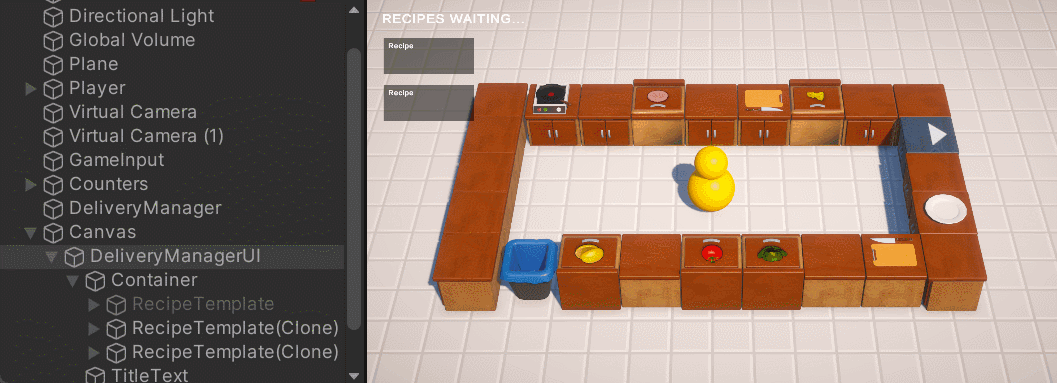 Directional Light
Global Volume
Plane
Player
Virtual Camera
Virtual Camera (1)
GameInput
Counters
DeliveryManager
Canvas
DeliveryManagerUI
Container
RecipeTemplate
RecipeTemplate(Clone)
RecipeTemplate(Clone)
TitleText
RECIPES WAITING...
Recipe
Recipe